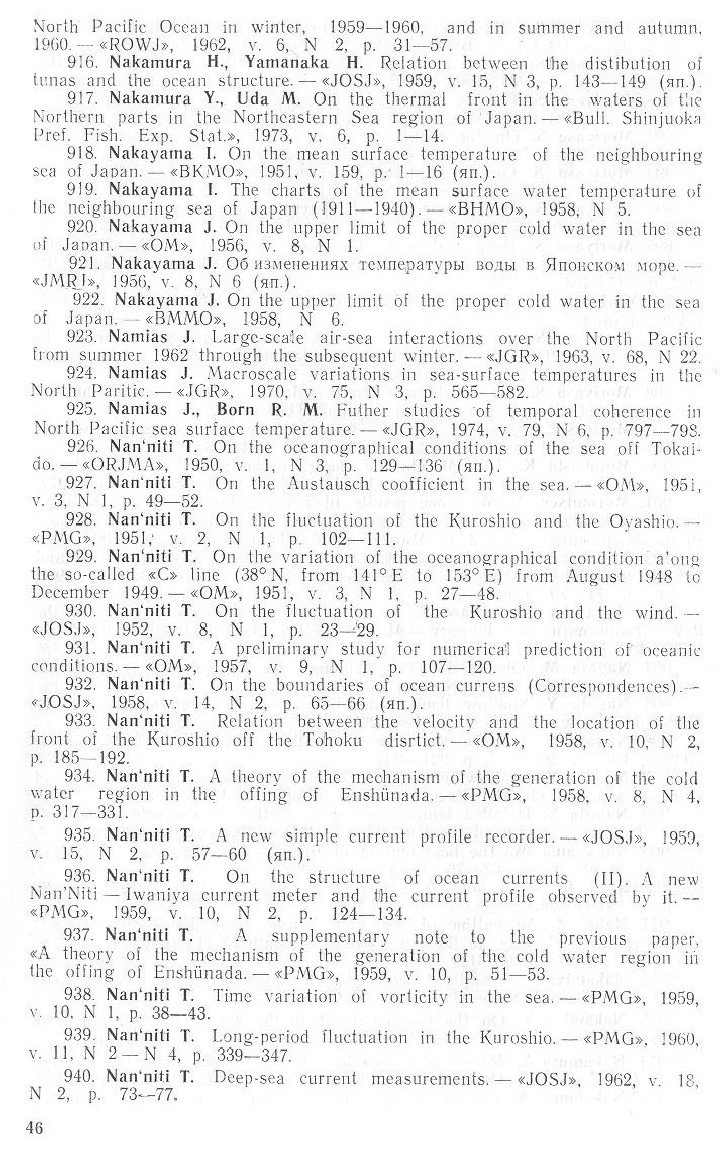 North Pacific Ocean in winter, 1959—1960, and in summer and autumn,
1960. — «ROWJ», 1962, v. 6, N 2, p. 31—57.
916. Nakamura H., Yamanaka H. Relation between the distibution of
tunas and the ocean structure. — «JOSJ», 1959, v. 15, N 3, p. 143—149 (яп.).
917. Nakamura Y., Uda M. On the thermal front in the waters of the
Northern parts in the Northeastern Sea region of Japan. — «Bull. Shinjuoka
Pref. Fish. Exp. Stat.», 1973, v. 6, p. 1—14.
918. Nakayama I. On the mean surface temperature of the neighbouring
sea of Japan. — «BKMO», 1951, v. 159, p. 1—16 (яп.).
919. Nakayama I. The charts of the mean surface water temperature of
the neighbouring sea of Japan (1911—1940). — «BHMO», 1958, N 5.
920. Nakayama J. On the upper limit of the proper cold water in the sea
of Japan. — «OM», 1956, v. 8, N 1.
921. Nakayama J. Об изменениях температуры воды в Японском море. —
«JMRJ», 1956, v. 8, N 6 (яп.).
922. Nakayama J. On the upper limit of the proper cold water in the sea
of Japan. — «BMMO», 1958, N 6.
923. Namias J. Large-scale air-sea interactions over the North Pacific
from summer 1962 through the subsequent winter. — «JGR», 1963, v. 68, N 22.
924. Namias J. Macroscale variations in sea-surface temperatures in the
North Paritic. — «JGR», 1970, v. 75, N 3, p. 565—582.
925. Namias J., Born R. M. Futher studies of temporal coherence in
North Pacific sea surface temperature. — «JGR», 1974, v. 79, N 6, p. 797—798.
926. Nan'niti T. On the oceanographical conditions of the sea off Tokai-
do. — «ORJMA», 1950, v. 1, N 3, p. 129—136 (яп.).
927. Nan'niti T. On the Austausch coofficient in the sea. — «OM», 1951,
v. 3, N 1, p. 49—52.
928. Nan'niti T. On the fluctuation of the Kuroshio and the Oyashio. —
«PMG», 1951, v. 2, N 1, p. 102—111.
929. Nan'niti T. On the variation of the oceanographical condition a'ong
the so-called «C» line (38° N, from 141° E to 153° E) from August 1948 to
December 1949. — «OM», 1951, v. 3, N 1, p. 27—48.
930. Nan'niti T. On the fluctuation of the Kuroshio and the wind. —
«JOSJ», 1952, v. 8, N 1, p. 23—29.
931. Nan'niti T. A preliminary study for numerical prediction of oceanic
conditions. — «OM», 1957, v. 9, N 1, p. 107—120.
932. Nan'niti T. On the boundaries of ocean currens (Correspondences). —
«JOSJ», 1958, v. 14, N 2, p. 65—66 (яп.).
933. Nan'niti T. Relation between the velocity and the location of the
front of the Kuroshio off the Tohoku disrtict. — «OM», 1958, v. 10, N 2,
p. 185—192.
934. Nan'niti T. A theory of the mechanism of the generation of the cold
water region in the offing of Enshünada. — «PMG», 1958, v. 8, N 4,
p. 317—331.
935. Nan'niti T. A new simple current profile recorder. — «JOSJ», 1959,
v. 15, N 2, p. 57—60 (яп.).
936. Nan'niti T. On the structure of ocean currents (II). A new
Nan'Niti — Iwaniya current meter and the current profile observed by it. —
«PMG», 1959, v. 10, N 2, p. 124—134.
937. Nan'niti T. A supplementary note to the previous paper,
«A theory of the mechanism of the generation of the cold water region in
the offing of Enshünada. — «PMG», 1959, v. 10, p. 51—53.
938. Nan'niti T. Time variation of vorticity in the sea. — «PMG», 1959,
v. 10, N 1, p. 38—43.
939. Nan'niti T. Long-period fluctuation in the Kuroshio. — «PMG», 1960,
v. 11, N 2 — N 4, p. 339—347.
940. Nan'niti T. Deep-sea current measurements. — «JOSJ», 1962, v. 18,
N 2, p. 73—77.
46